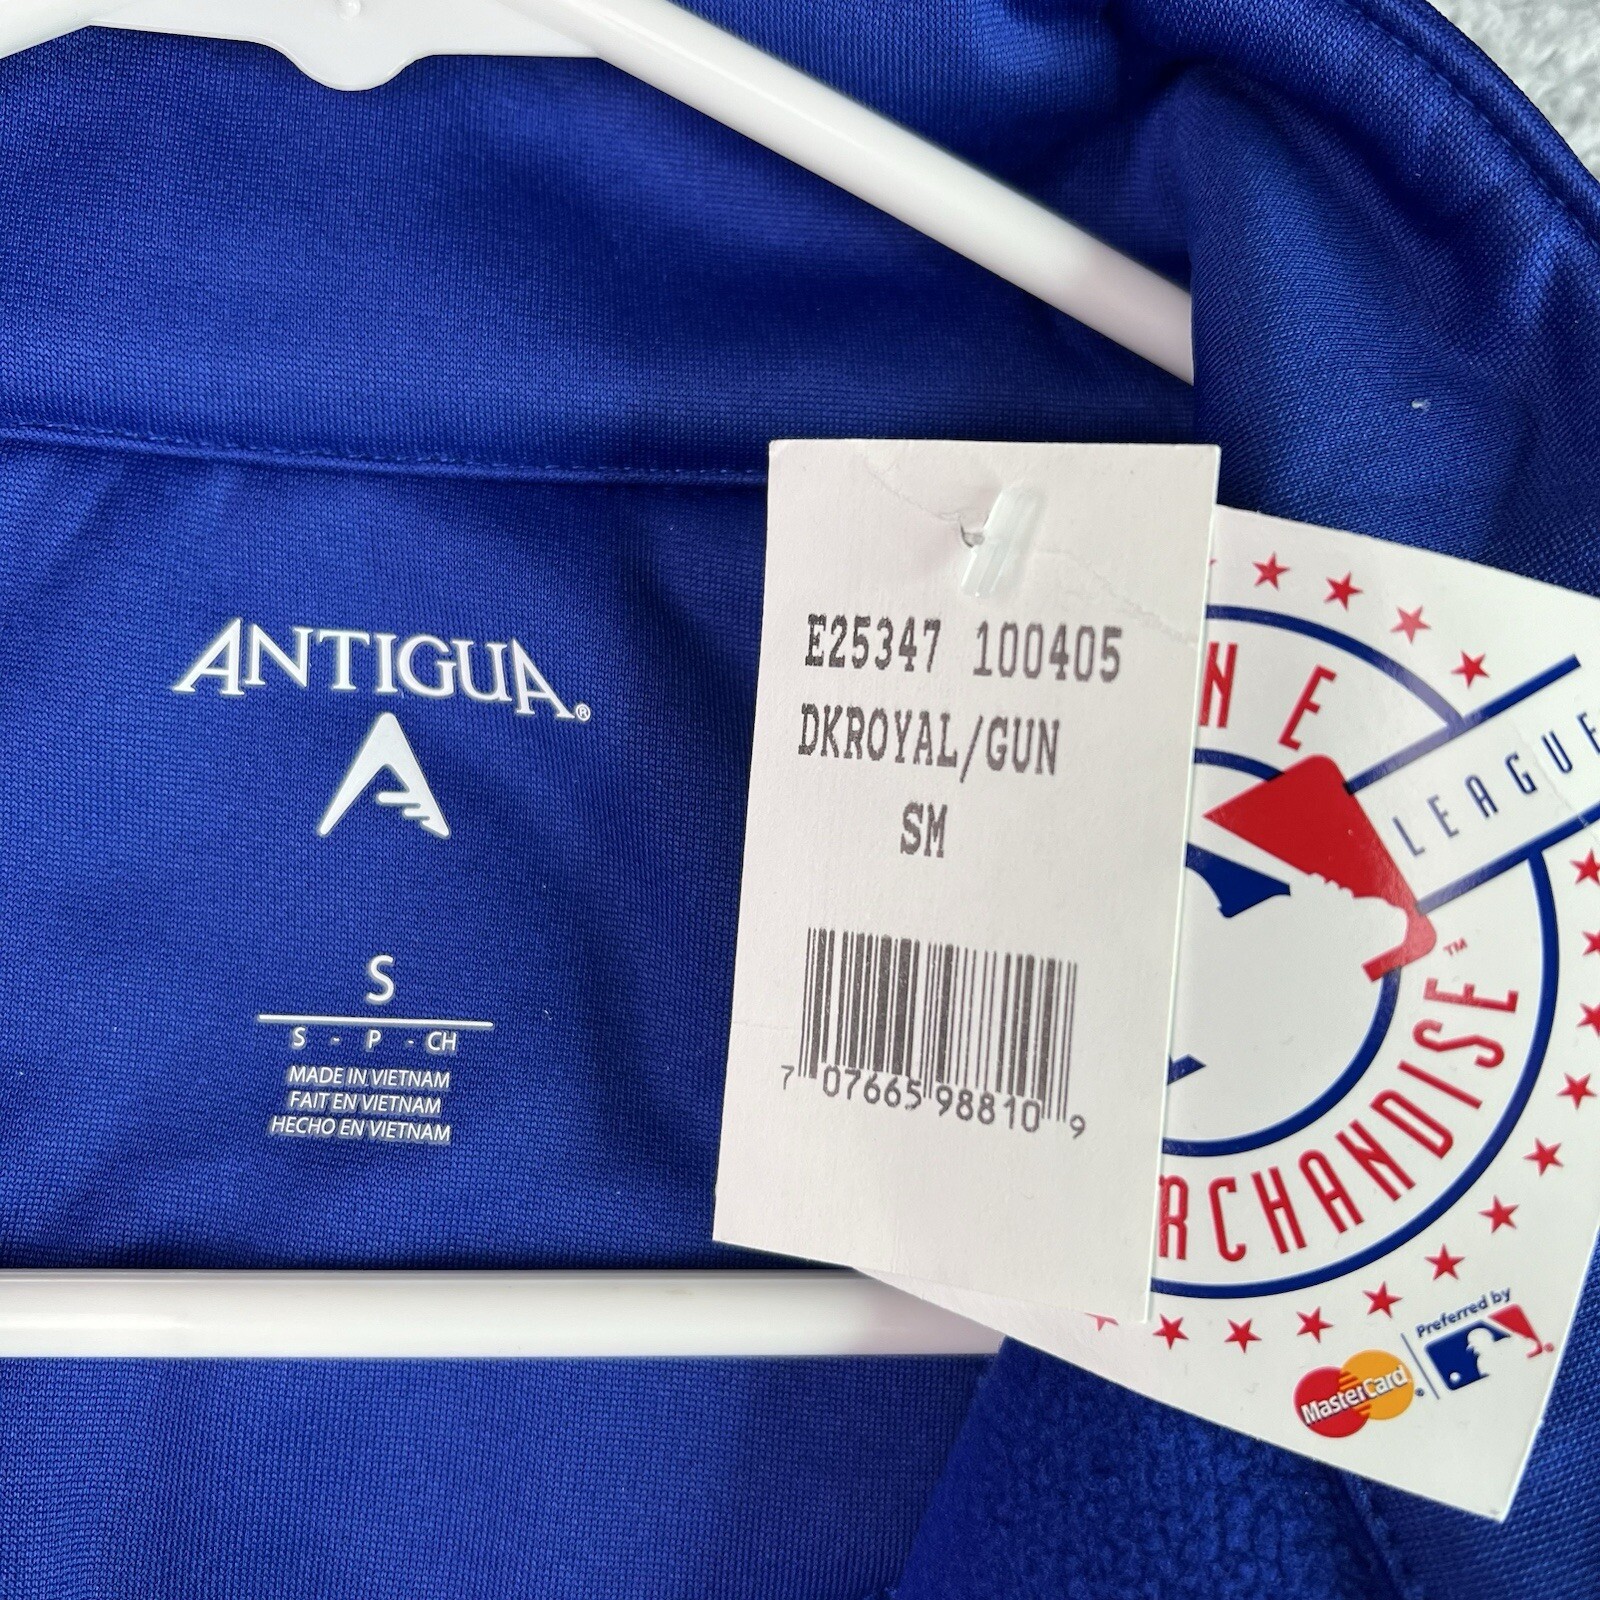 ANTIGUA®
S
S - P - CH
MADE IN VIETNAM
FAIT EN VIETNAM
HECHO EN VIETNAM
E25347 100405
DKROYAL/GUN
SM
7 07665 98810 9
LEAGUE
™
Preferred by
MasterCard